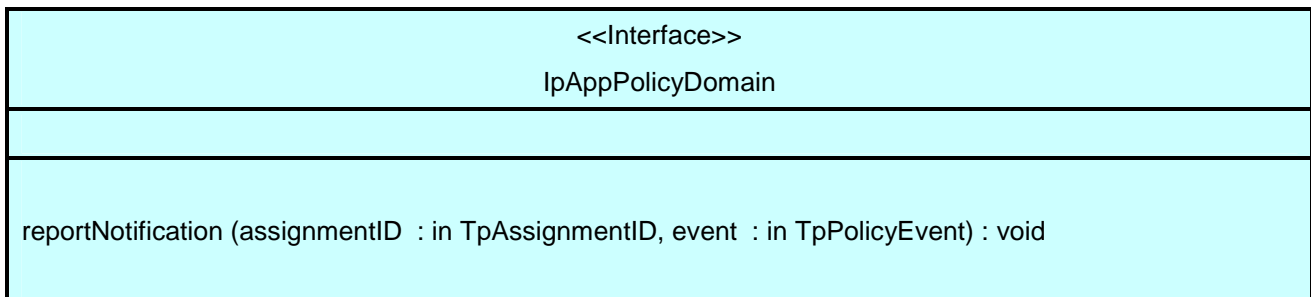 <<Interface>>
IpAppPolicyDomain
reportNotification (assignmentID  : in TpAssignmentID, event  : in TpPolicyEvent) : void